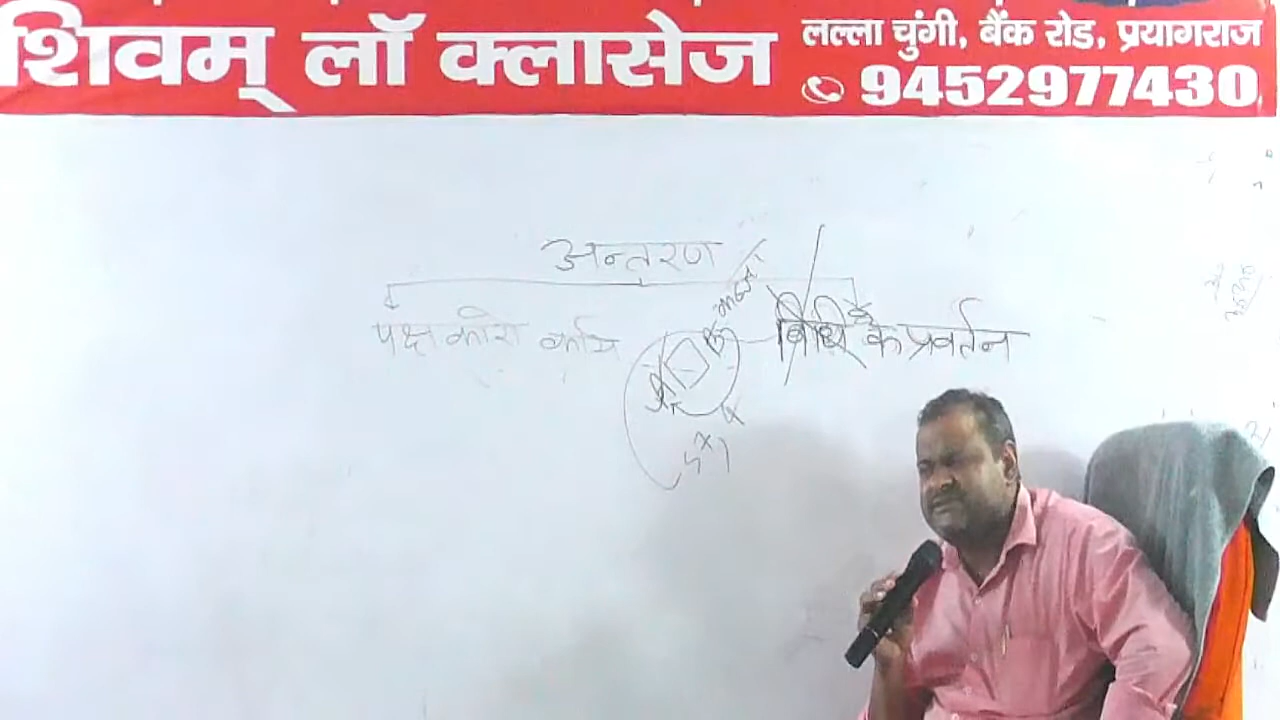 शिवम् लॉ क्लासेज
लल्ला चुंगी, बैंक रोड, प्रयागराज
9452977430
अन्तरण
पक्षकारो
विधि के प्रवर्तन